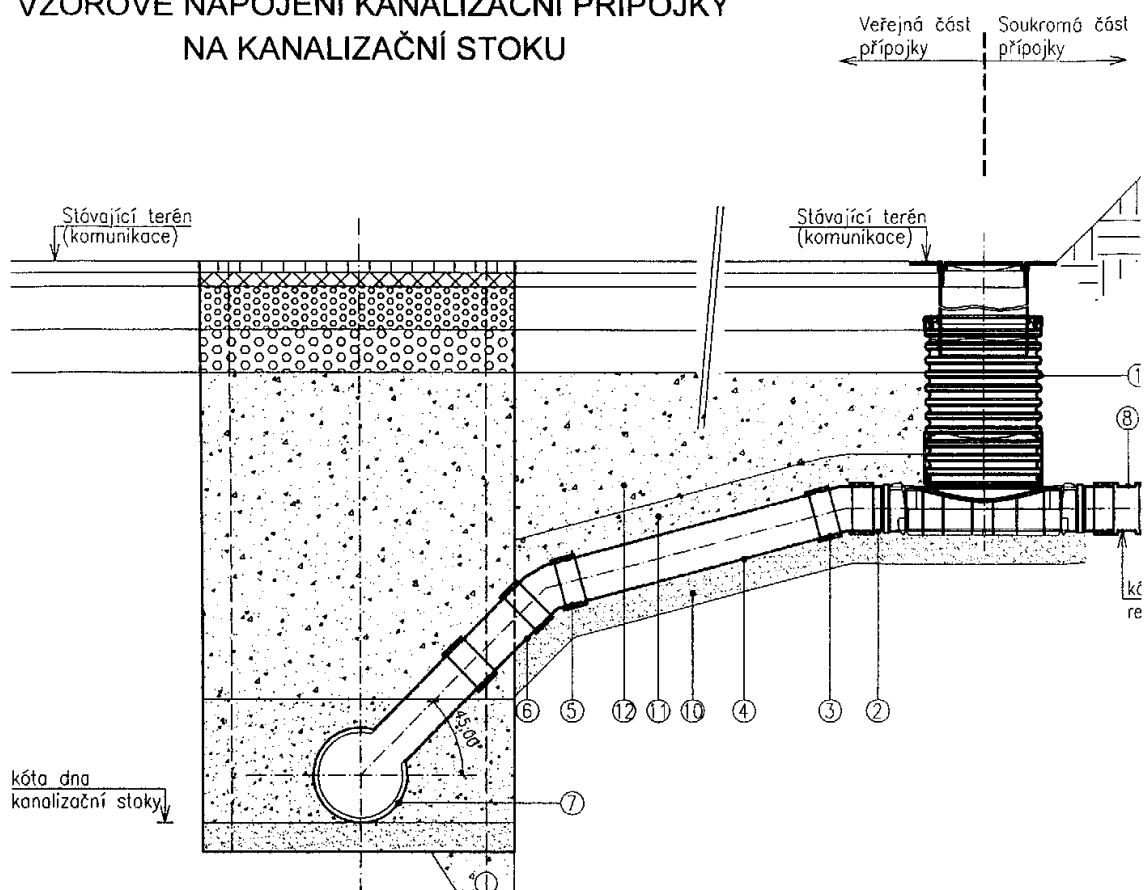 VZOROVÉ NAPOJENÍ KANALIZAČNÍ PŘÍPOJKY
NA KANALIZAČNÍ STOKU
Veřejná část
přípojky
Soukromá část
přípojky
Stávající terén
(komunikace)
Stávající terén
(komunikace)
1
8
6
5
12
11
10
4
3
2
45,00°
kóta dna
kanalizační stoky
7